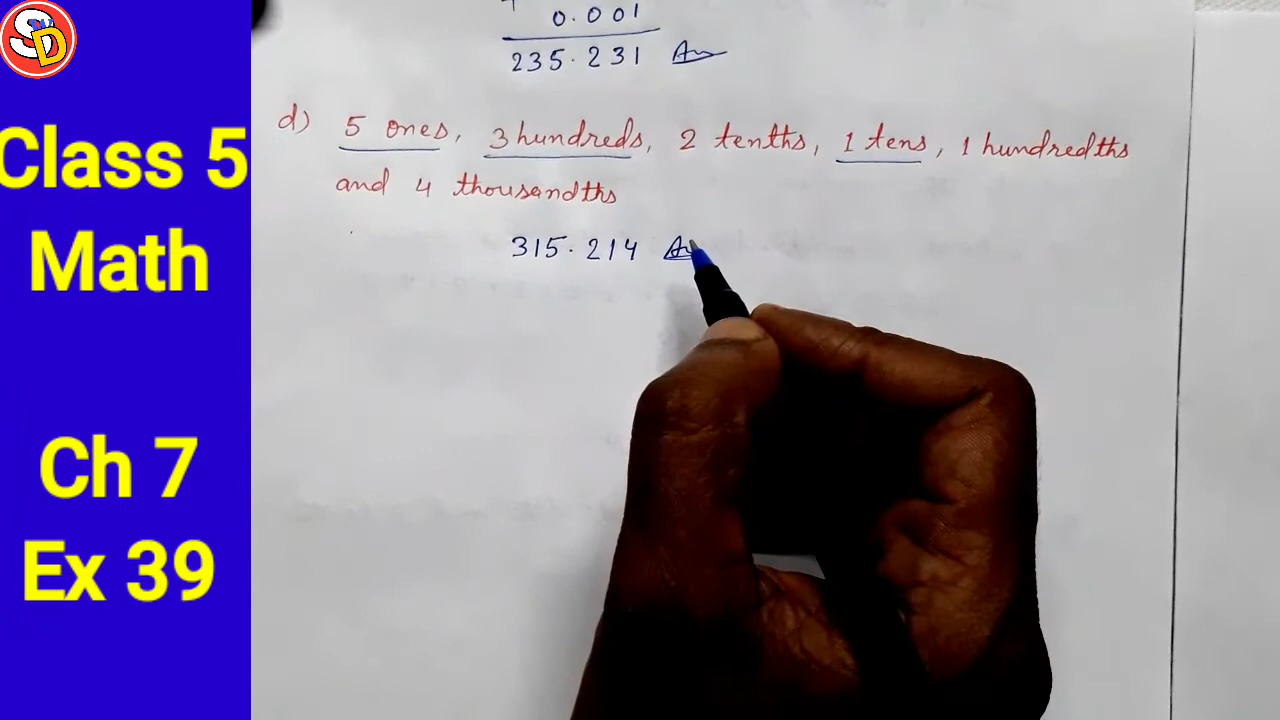 SD
Class 5
Math
Ch 7
Ex 39
0.001
235.231 Ans
d) 5 ones, 3 hundreds, 2 tenths, 1 tens, 1 hundredths
and 4 thousandths
315.214